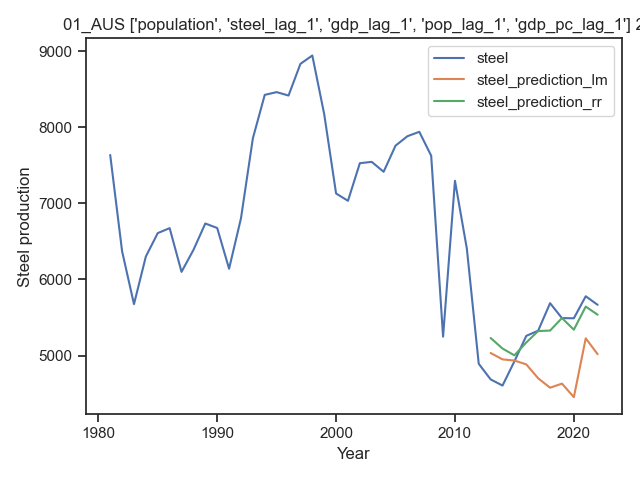 01_AUS ['population', 'steel_lag_1', 'gdp_lag_1', 'pop_lag_1', 'gdp_pc_lag_1'] 2
steel
steel_prediction_lm
steel_prediction_rr
9000
8000
7000
6000
5000
Steel production
1980
1990
2000
2010
2020
Year